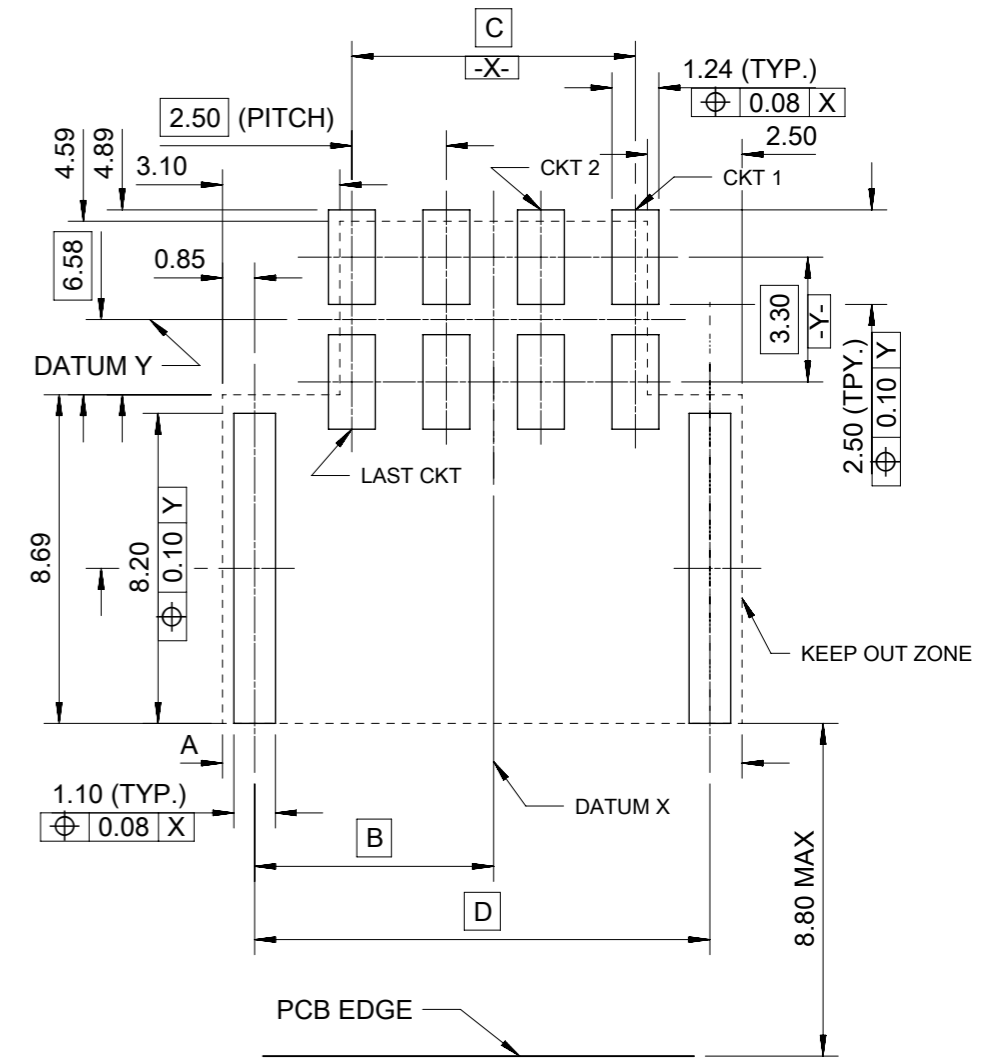 C
-X-
1.24 (TYP.)
⌖ 0.08 X
2.50 (PITCH)
2.50
4.59
4.89
3.10
CKT 2
CKT 1
6.58
0.85
3.30
-Y-
DATUM Y
2.50 (TPY.)
⌖ 0.10 Y
LAST CKT
8.69
8.20
⌖ 0.10 Y
KEEP OUT ZONE
A
1.10 (TYP.)
⌖ 0.08 X
DATUM X
B
8.80 MAX
D
PCB EDGE